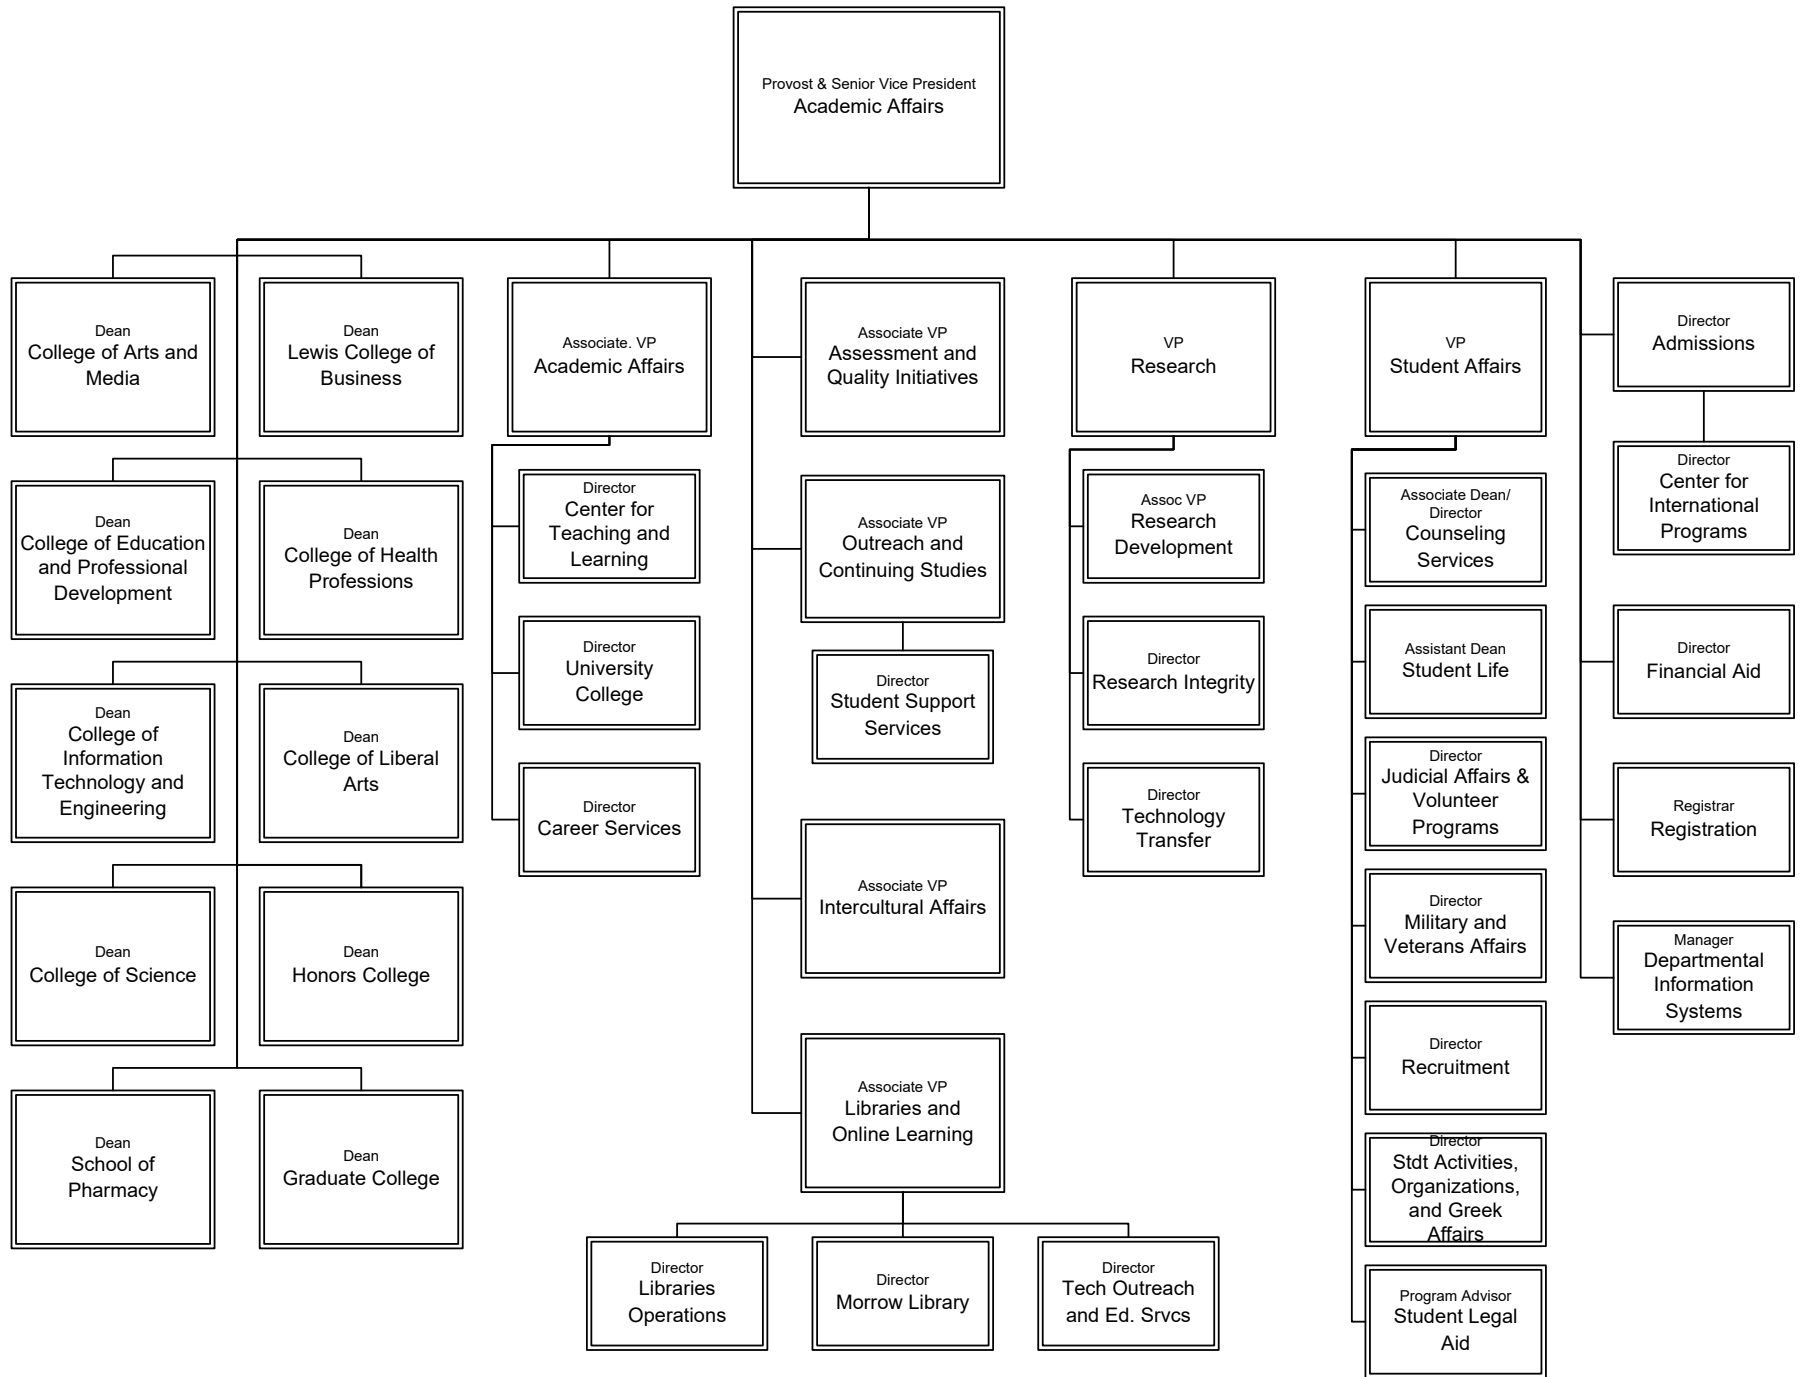 Provost & Senior Vice President
Academic Affairs
Dean
College of Arts and
Media
Dean
Lewis College of
Business
Dean
College of Education
and Professional
Development
Dean
College of Health
Professions
Dean
College of
Information
Technology and
Engineering
Dean
College of Liberal
Arts
Dean
College of Science
Dean
Honors College
Dean
School of
Pharmacy
Dean
Graduate College
Associate. VP
Academic Affairs
Director
Center for
Teaching and
Learning
Director
University
College
Director
Career Services
Associate VP
Assessment and
Quality Initiatives
Associate VP
Outreach and
Continuing Studies
Director
Student Support
Services
Associate VP
Intercultural Affairs
Associate VP
Libraries and
Online Learning
Director
Libraries
Operations
Director
Morrow Library
Director
Tech Outreach
and Ed. Srvcs
VP
Research
Assoc VP
Research
Development
Director
Research Integrity
Director
Technology
Transfer
VP
Student Affairs
Associate Dean/
Director
Counseling
Services
Assistant Dean
Student Life
Director
Judicial Affairs &
Volunteer
Programs
Director
Military and
Veterans Affairs
Director
Recruitment
Director
Stdt Activities,
Organizations,
and Greek
Affairs
Program Advisor
Student Legal
Aid
Director
Admissions
Director
Center for
International
Programs
Director
Financial Aid
Registrar
Registration
Manager
Departmental
Information
Systems